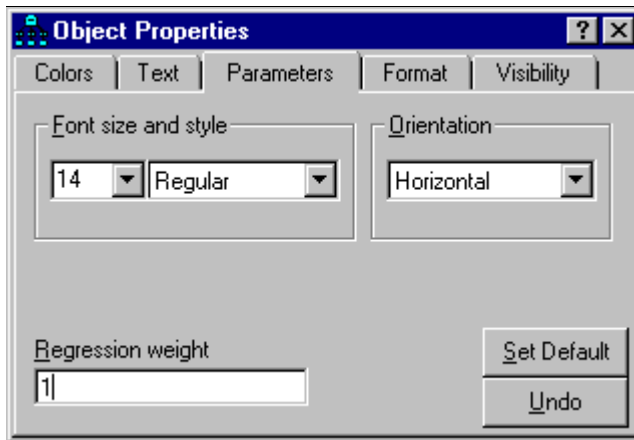 Object Properties
Colors Text Parameters Format Visibility
Font size and style Orientation
14 Regular Horizontal
Regression weight Set Default
1
Undo